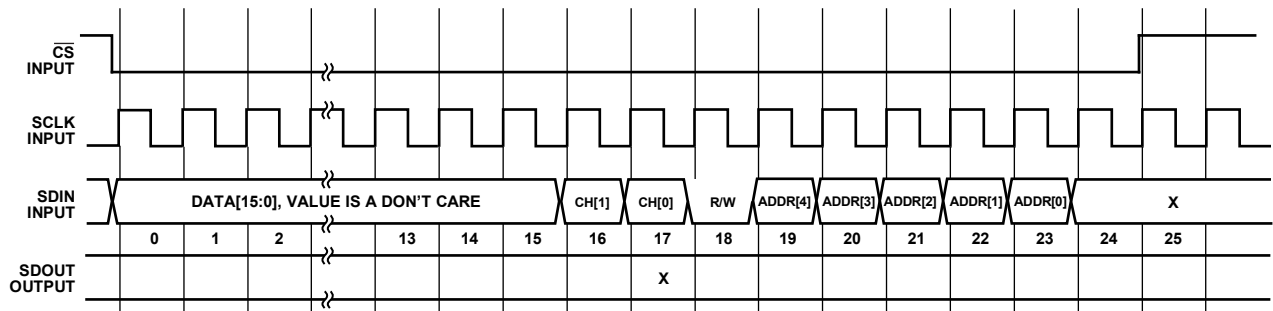 CS
INPUT
SCLK
INPUT
SDIN
INPUT
DATA[15:0], VALUE IS A DON'T CARE CH[1] CH[0] R/W ADDR[4] ADDR[3] ADDR[2] ADDR[1] ADDR[0] X
0 1 2 13 14 15 16 17 18 19 20 21 22 23 24 25
SDOUT
OUTPUT
X